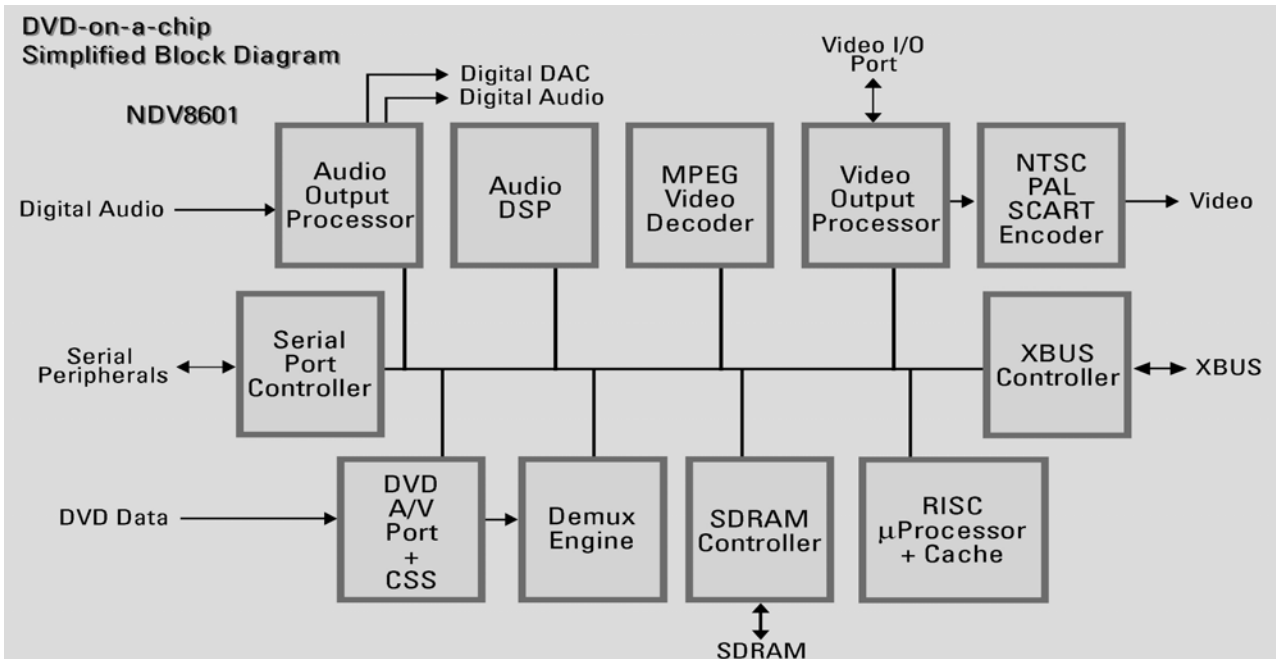 DVD-on-a-chip
Simplified Block Diagram
NDV8601
Digital DAC
Digital Audio
Video I/O
Port
Digital Audio
Audio
Output
Processor
Audio
DSP
MPEG
Video
Decoder
Video
Output
Processor
NTSC
PAL
SCART
Encoder
Video
Serial
Peripherals
Serial
Port
Controller
XBUS
Controller
XBUS
DVD Data
DVD
A/V
Port
+
CSS
Demux
Engine
SDRAM
Controller
RISC
μProcessor
+ Cache
SDRAM